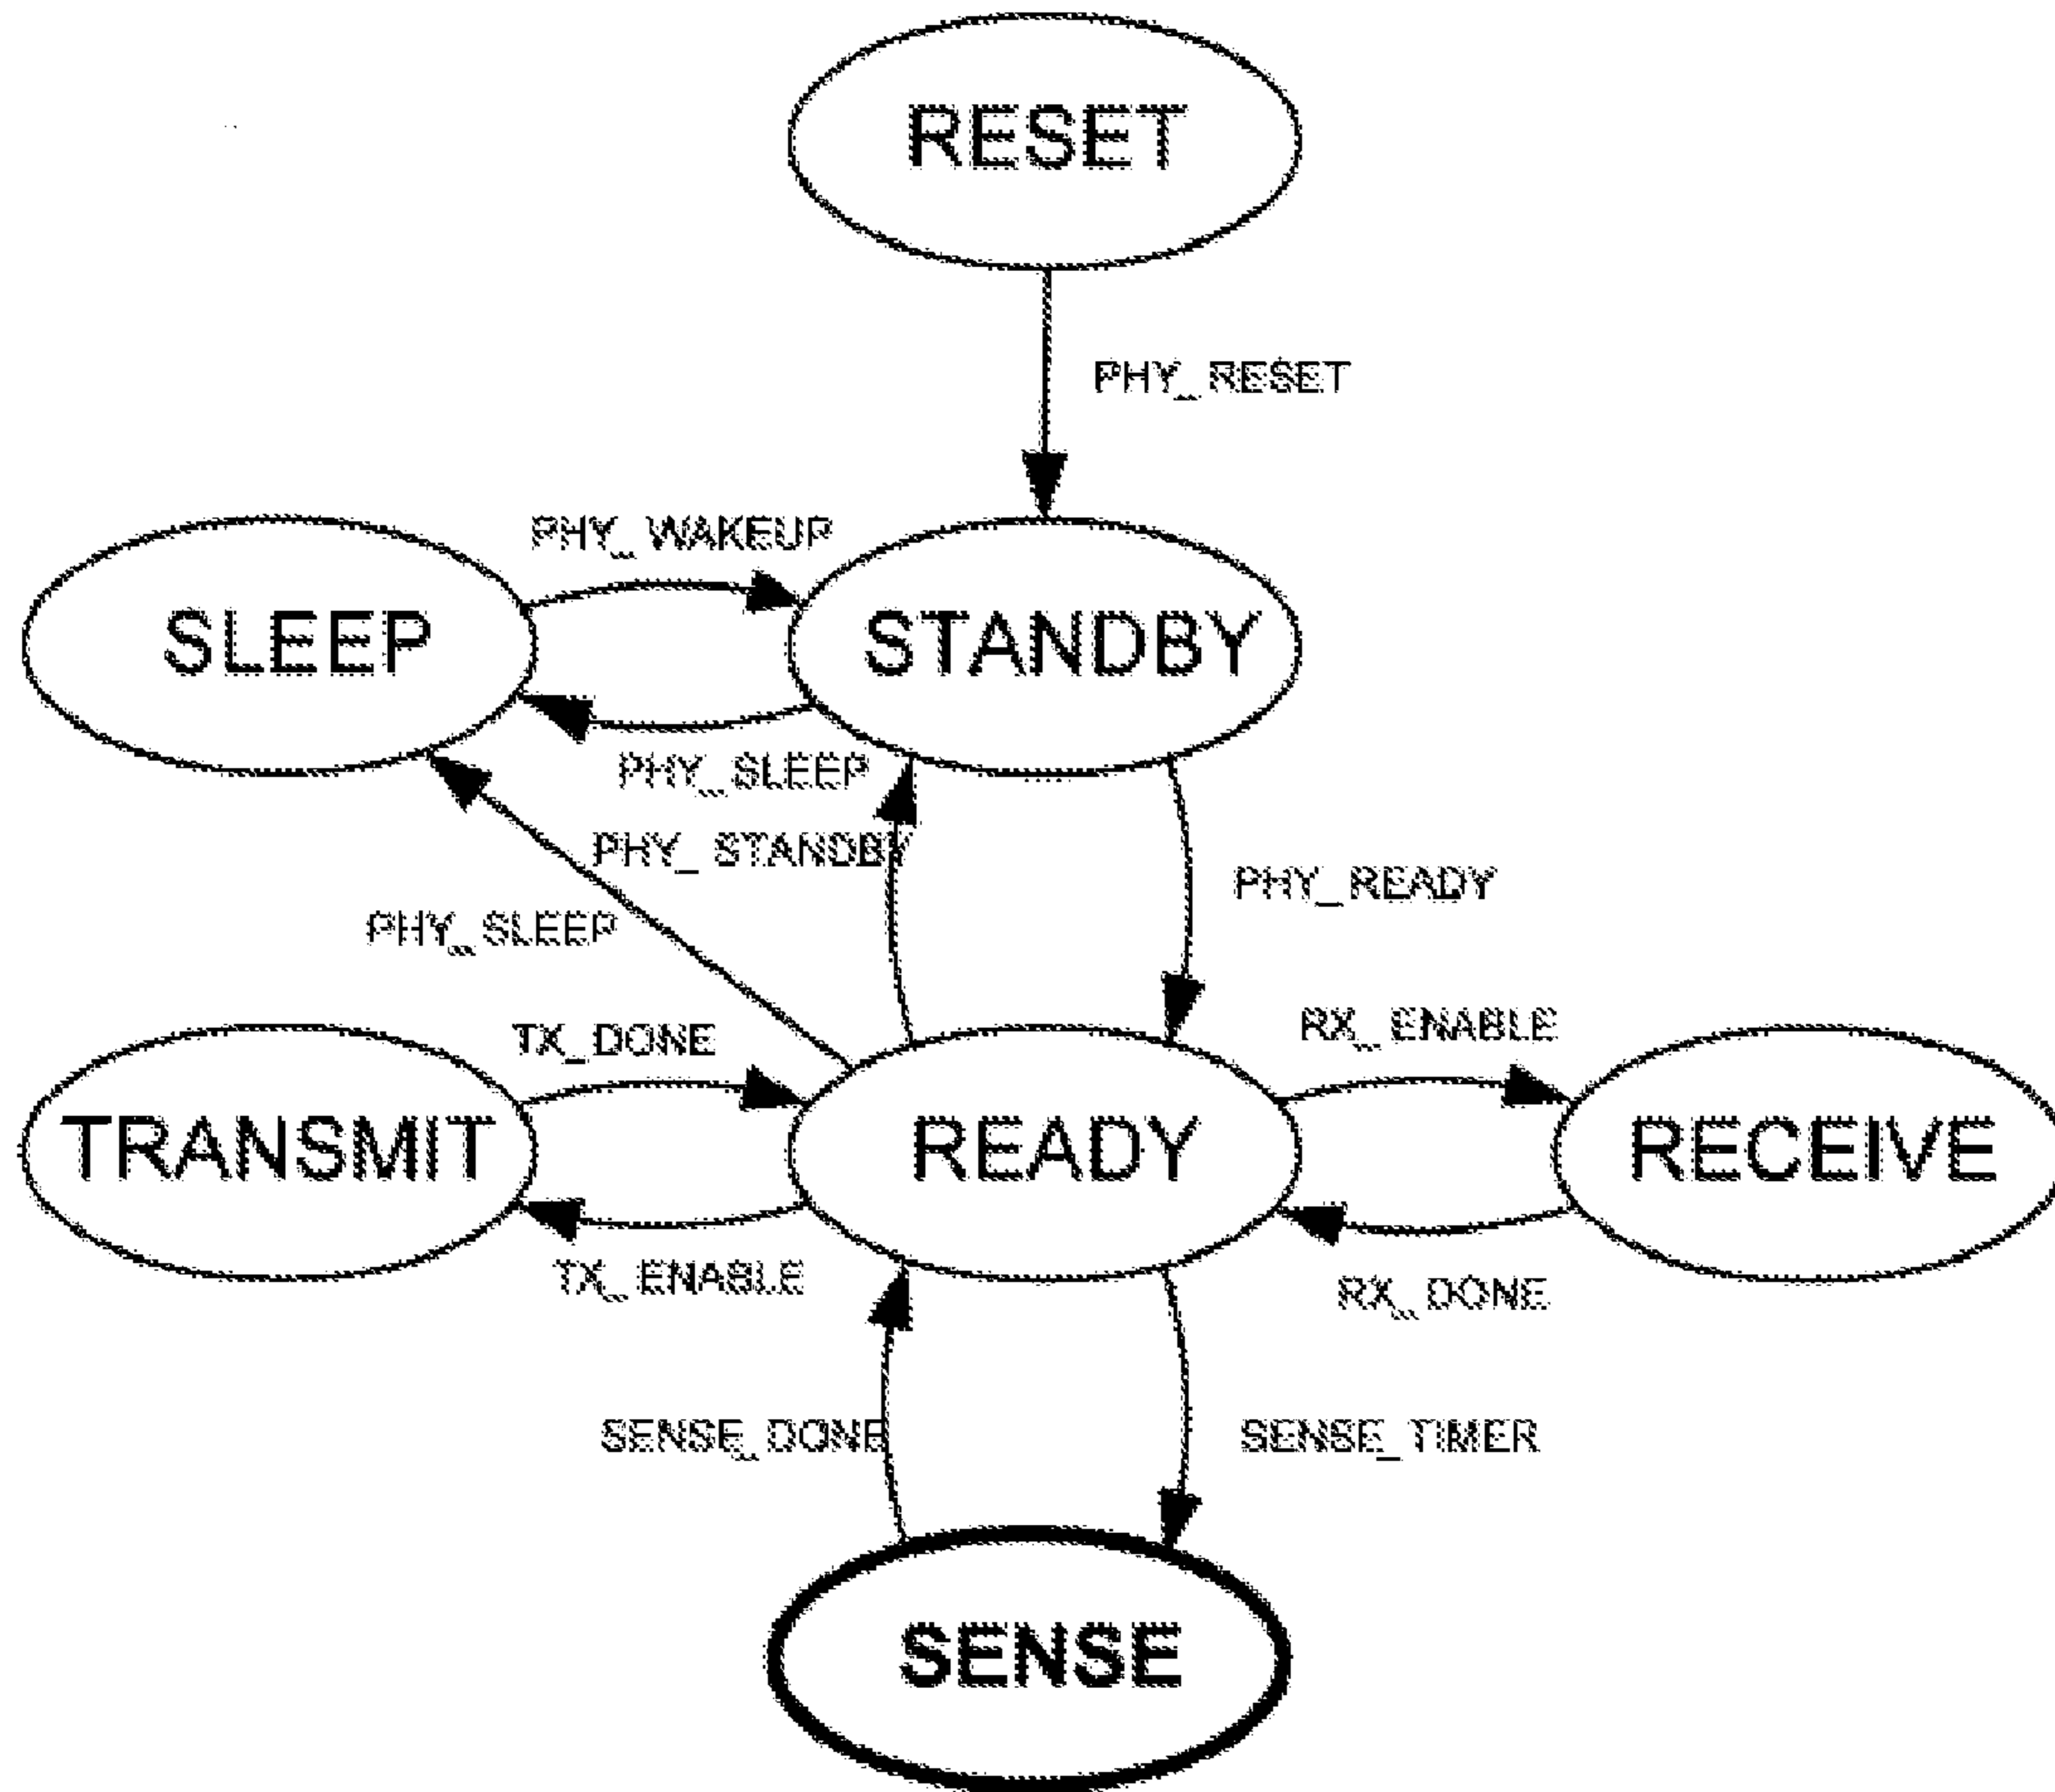 RESET
PHY_RESET
PHY_WAKEUP
SLEEP
STANDBY
PHY_SLEEP
PHY_STANDBY
PHY_READY
PHY_SLEEP
TX_DONE
RX_ENABLE
TRANSMIT
READY
RECEIVE
TX_ENABLE
RX_DONE
SENSE_DONE
SENSE_TIMER
SENSE